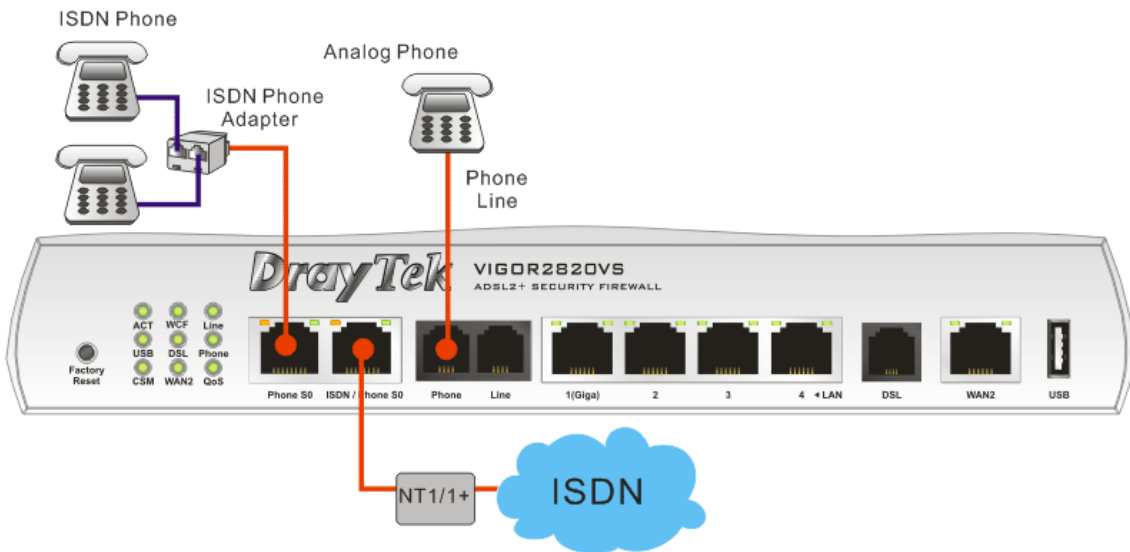 ISDN Phone
Analog Phone
ISDN Phone
Adapter
Phone
Line
DrayTek
VIGOR2820VS
ADSL2+ SECURITY FIREWALL
ACT WCF Line
USB DSL Phone
CSM WAN2 QoS
Factory
Reset
Phone S0 ISDN / Phone S0 Phone Line 1(Giga) 2 3 4 ◄LAN DSL WAN2 USB
NT1/1+
ISDN